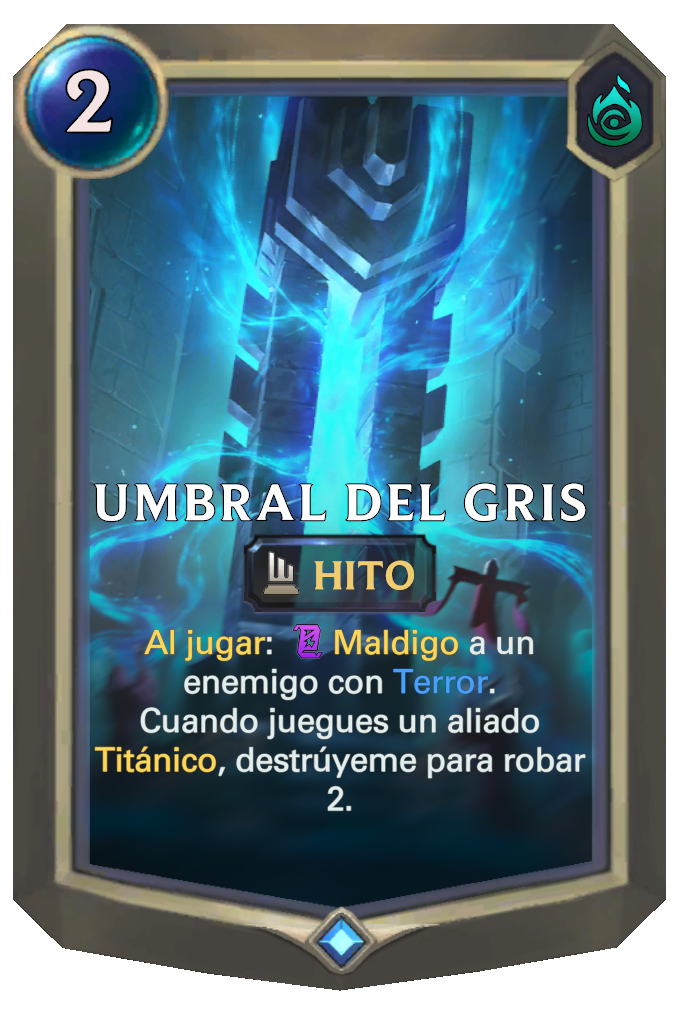 2
UMBRAL DEL GRIS
HITO
Al jugar: Maldigo a un
enemigo con Terror.
Cuando juegues un aliado
Titánico, destrúyeme para robar
2.